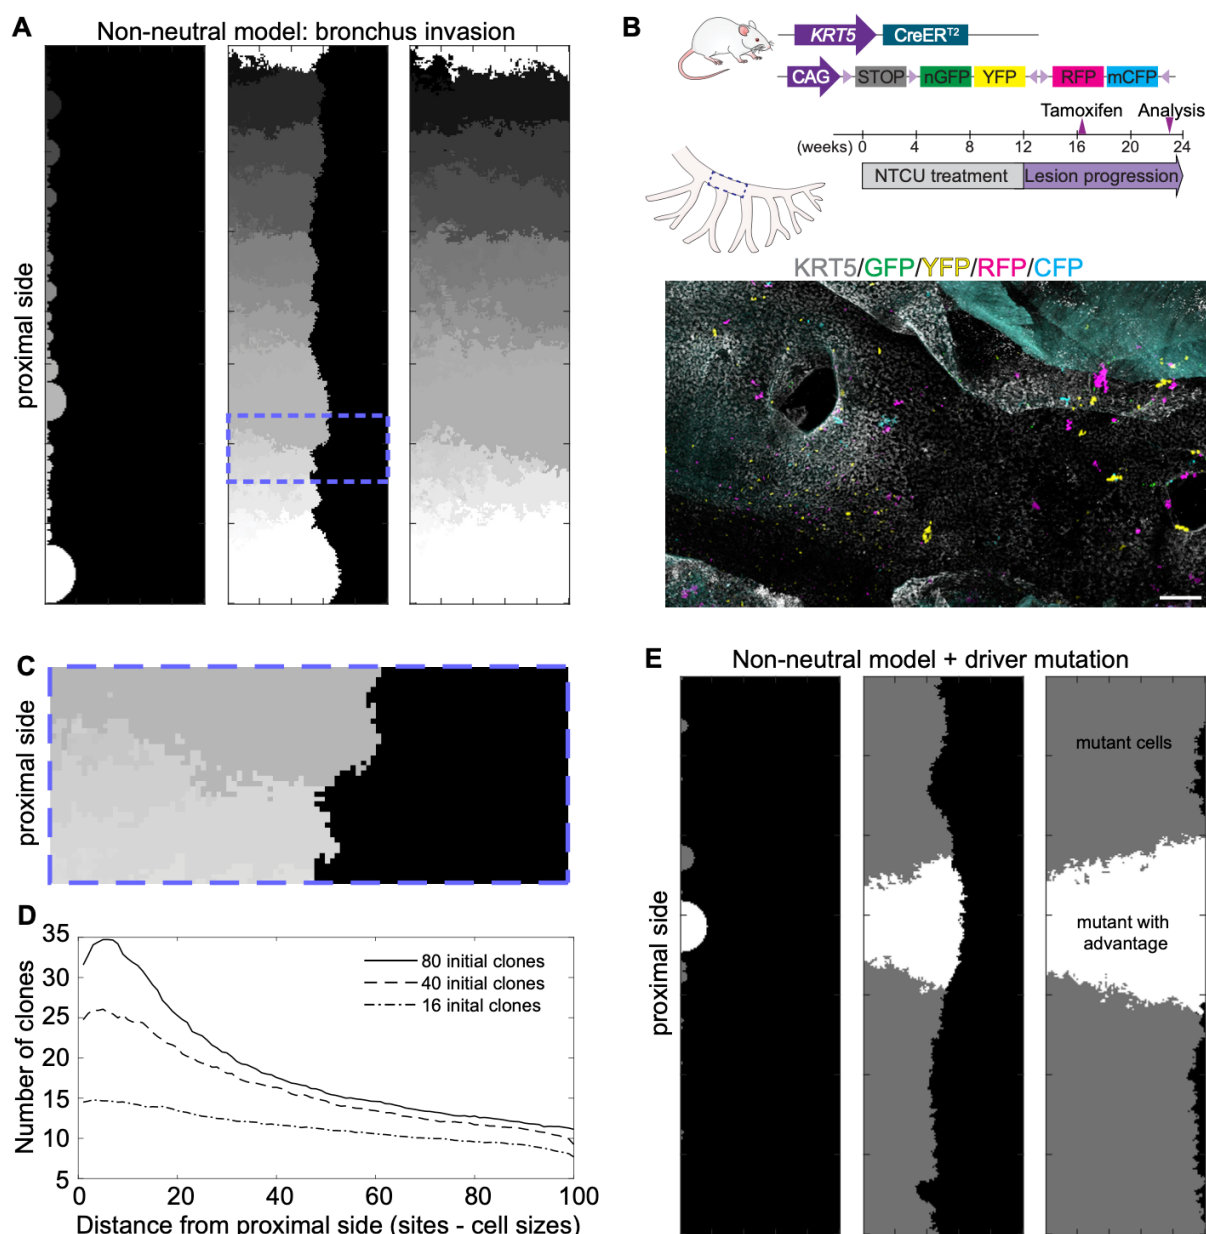 A
Non-neutral model: bronchus invasion
proximal side
B
KRT5
CreERT2
CAG
STOP
nGFP
YFP
RFP
mCFP
Tamoxifen
Analysis
(weeks)
0
4
8
12
16
20
24
NTCU treatment
Lesion progression
KRT5/GFP/YFP/RFP/CFP
C
proximal side
D
Number of clones
35
30
25
20
15
10
5
80 initial clones
40 initial clones
16 inital clones
0
20
40
60
80
100
Distance from proximal side (sites - cell sizes)
E
Non-neutral model + driver mutation
proximal side
mutant cells
mutant with
advantage